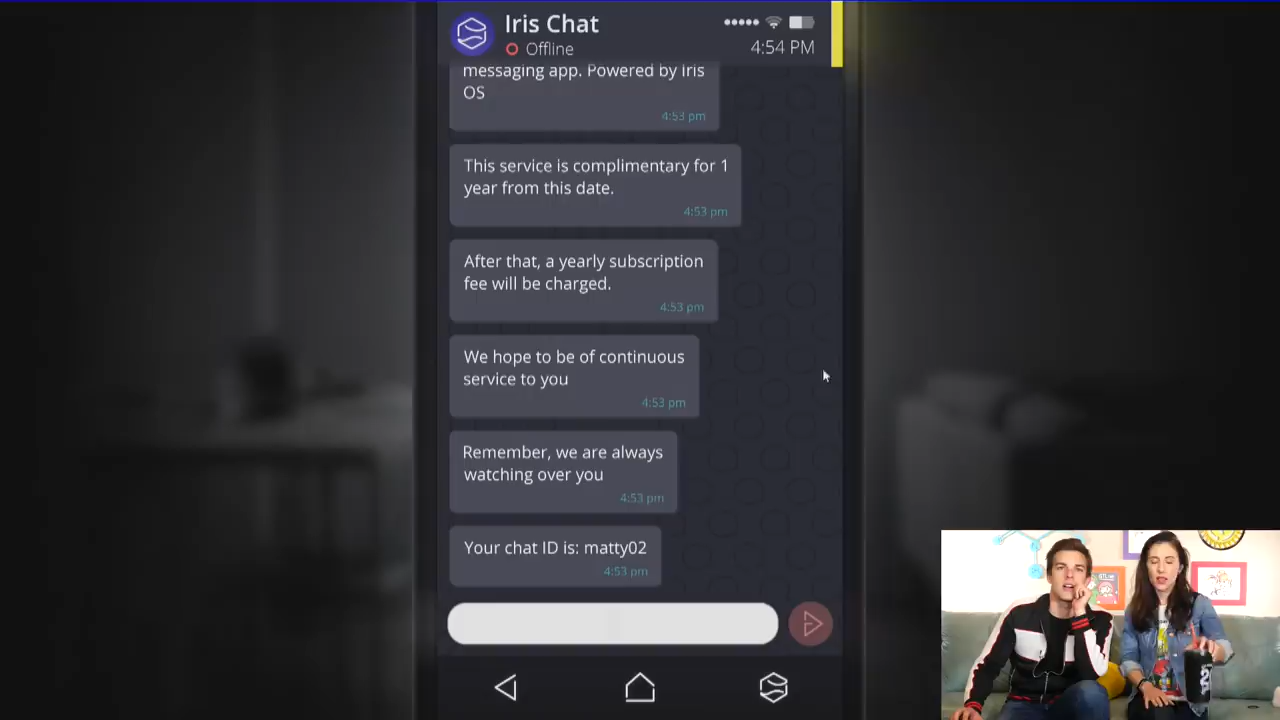 Iris Chat
Offline
4:54 PM
messaging app. Powered by Iris
OS
4:53 pm
This service is complimentary for 1
year from this date.
4:53 pm
After that, a yearly subscription
fee will be charged.
4:53 pm
We hope to be of continuous
service to you
4:53 pm
Remember, we are always
watching over you
4:53 pm
Your chat ID is: matty02
4:53 pm